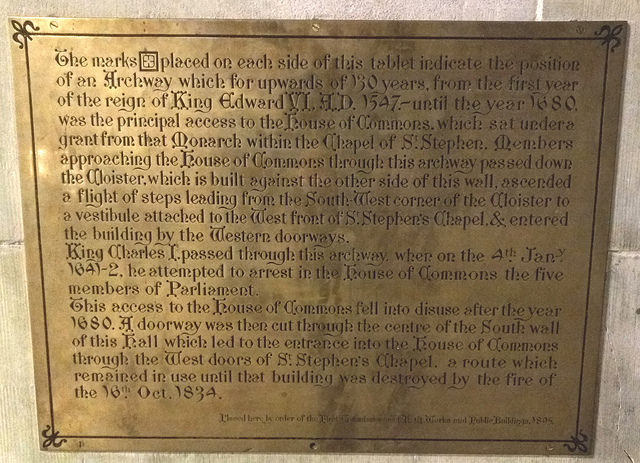 The marks placed on each side of this tablet indicate the position
of an Archway which for upwards of 130 years, from the first year
of the reign of King Edward VI, A.D. 1547,—until the year 1680,
was the principal access to the House of Commons, which sat under a
grant from that Monarch within the Chapel of St. Stephen. Members
approaching the House of Commons through this archway passed down
the Cloister, which is built against the other side of this wall, ascended
a flight of steps leading from the South-West corner of the Cloister to
a vestibule attached to the West front of St. Stephen's Chapel, & entered
the building by the Western doorways.
King Charles I, passed through this archway, when on the 4th Jany.
1641-2, he attempted to arrest in the House of Commons the five
members of Parliament.
This access to the House of Commons fell into disuse after the year
1680. A doorway was then cut through the centre of the South wall
of this Hall which led to the entrance into the House of Commons
through the West doors of St. Stephen's Chapel, a route which
remained in use until that building was destroyed by the fire of
the 16th Oct. 1834.
Placed here by order of the First Commissioner of H.M. Works and Public Buildings,